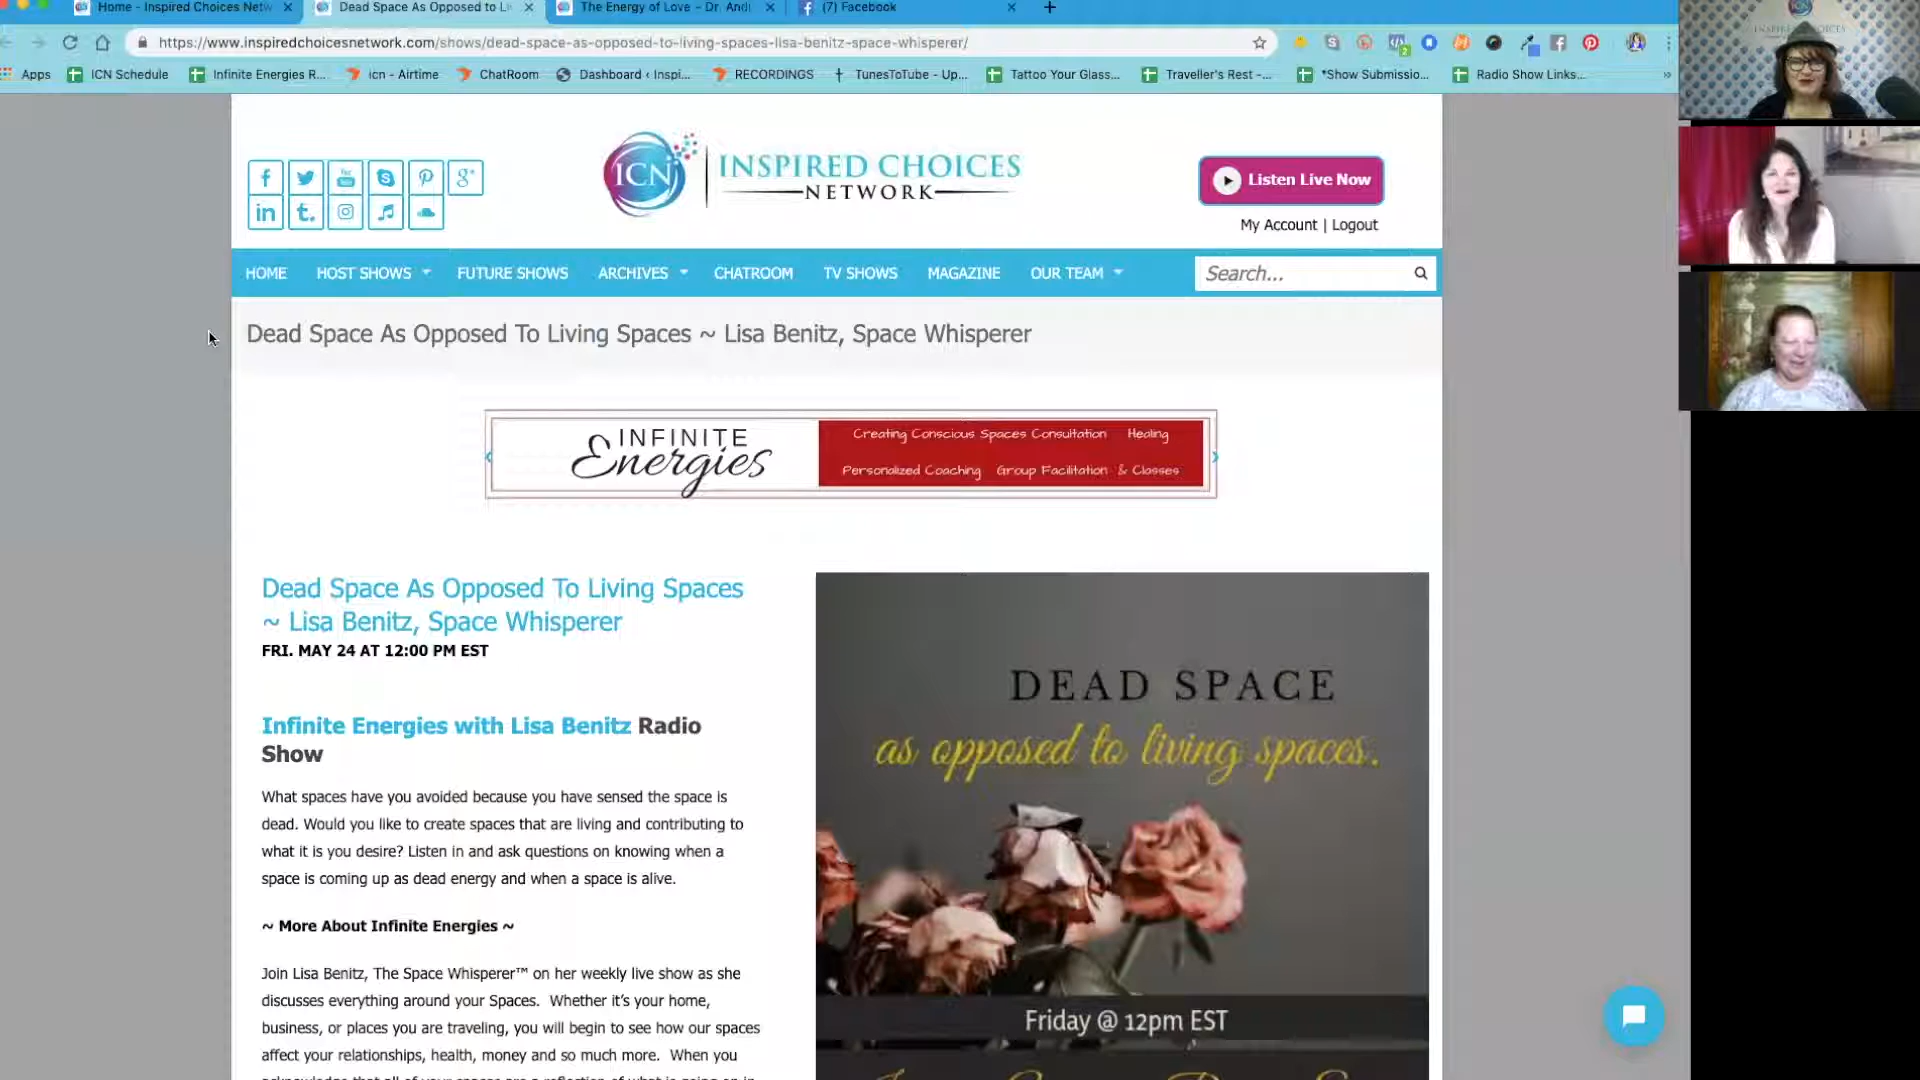 Home - Inspired Choices Netw
Dead Space As Opposed to Li
The Energy of Love – Dr. And
(7) Facebook
https://www.inspiredchoicesnetwork.com/shows/dead-space-as-opposed-to-living-spaces-lisa-benitz-space-whisperer/
Apps
ICN Schedule
Infinite Energies R...
icn - Airtime
ChatRoom
Dashboard ‹ Inspi...
RECORDINGS
TunesToTube - Up...
Tattoo Your Glass...
Traveller's Rest -...
*Show Submissio...
Radio Show Links...
ICN
INSPIRED CHOICES
NETWORK
Listen Live Now
My Account | Logout
HOME
HOST SHOWS
FUTURE SHOWS
ARCHIVES
CHATROOM
TV SHOWS
MAGAZINE
OUR TEAM
Search...
Dead Space As Opposed To Living Spaces ~ Lisa Benitz, Space Whisperer
INFINITE
Energies
Creating Conscious Spaces Consultation Healing
Personalized Coaching Group Facilitation & Classes
Dead Space As Opposed To Living Spaces
~ Lisa Benitz, Space Whisperer
FRI. MAY 24 AT 12:00 PM EST
Infinite Energies with Lisa Benitz Radio
Show
What spaces have you avoided because you have sensed the space is
dead. Would you like to create spaces that are living and contributing to
what it is you desire? Listen in and ask questions on knowing when a
space is coming up as dead energy and when a space is alive.
~ More About Infinite Energies ~
Join Lisa Benitz, The Space Whisperer™ on her weekly live show as she
discusses everything around your Spaces. Whether it's your home,
business, or places you are traveling, you will begin to see how our spaces
affect your relationships, health, money and so much more. When you
DEAD SPACE
as opposed to living spaces.
Friday @ 12pm EST